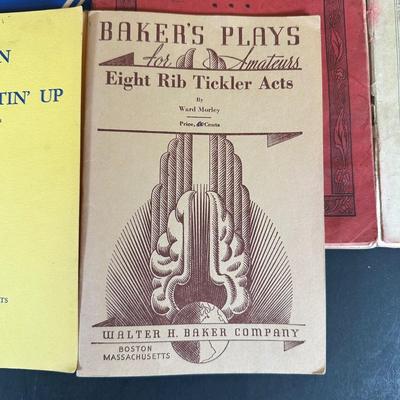 N
TIN' UP
TS
BAKER'S PLAYS
for Amateurs
Eight Rib Tickler Acts
By
Ward Morley
Price, Cents
WALTER H. BAKER COMPANY
BOSTON
MASSACHUSETTS